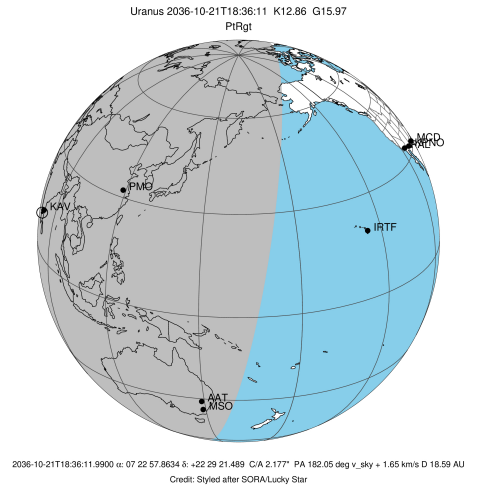 Uranus 2036-10-21T18:36:11 K12.86 G15.97
PtRgt
MCD
PMO
KAV
IRTF
AAT
MSO
2036-10-21T18:36:11.9900 α: 07 22 57.8634 δ: +22 29 21.489 C/A 2.177" PA 182.05 deg v_sky + 1.65 km/s D 18.59 AU
Credit: Styled after SORA/Lucky Star